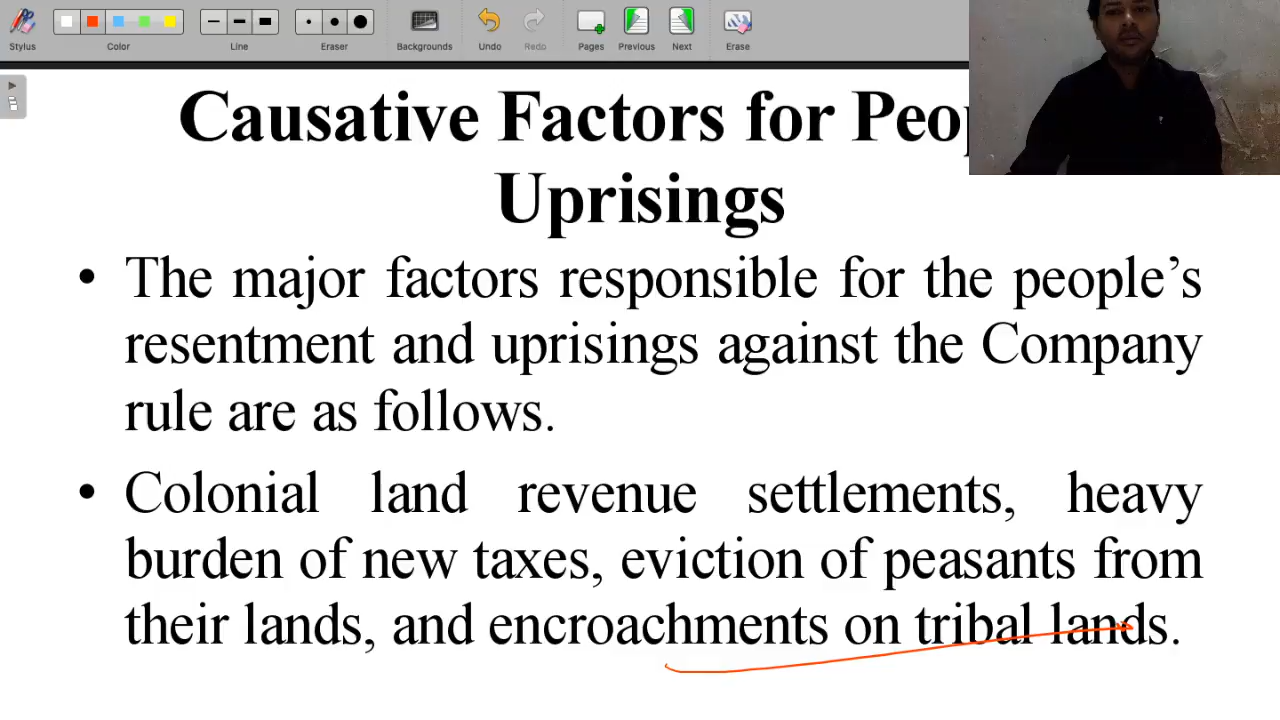 Stylus Color Line Eraser Backgrounds Undo Redo Pages Previous Next Erase
Causative Factors for
Uprisings
• The major factors responsible for the people’s
resentment and uprisings against the Company
rule are as follows.
• Colonial land revenue settlements, heavy
burden of new taxes, eviction of peasants from
their lands, and encroachments on tribal lands.